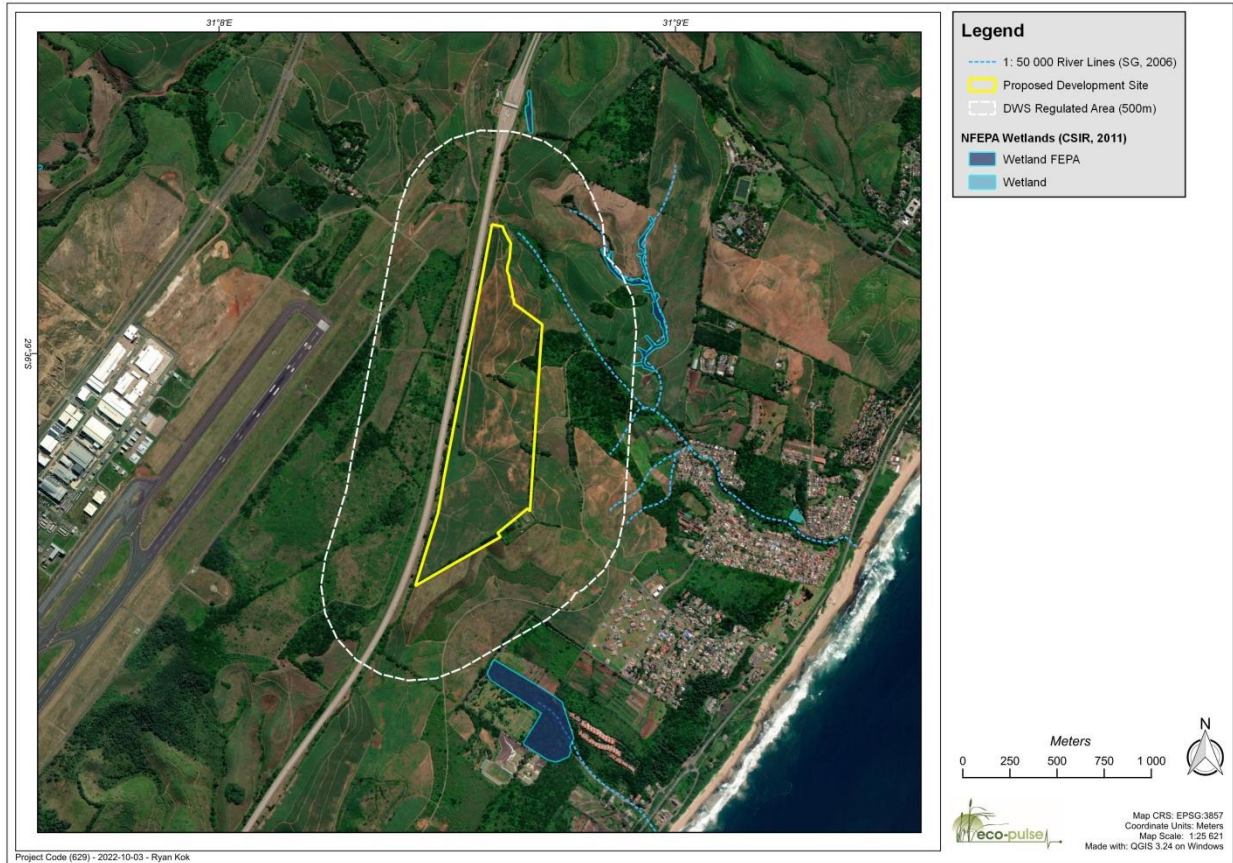 31°8'E
31°9'E
29°36'S
Legend
1: 50 000 River Lines (SG, 2006)
Proposed Development Site
DWS Regulated Area (500m)
NFEPA Wetlands (CSIR, 2011)
Wetland FEPA
Wetland
N
Meters
0 250 500 750 1 000
eco-pulse
Map CRS: EPSG:3857
Coordinate Units: Meters
Map Scale: 1:25 621
Made with: QGIS 3.24 on Windows
Project Code (629) - 2022-10-03 - Ryan Kok